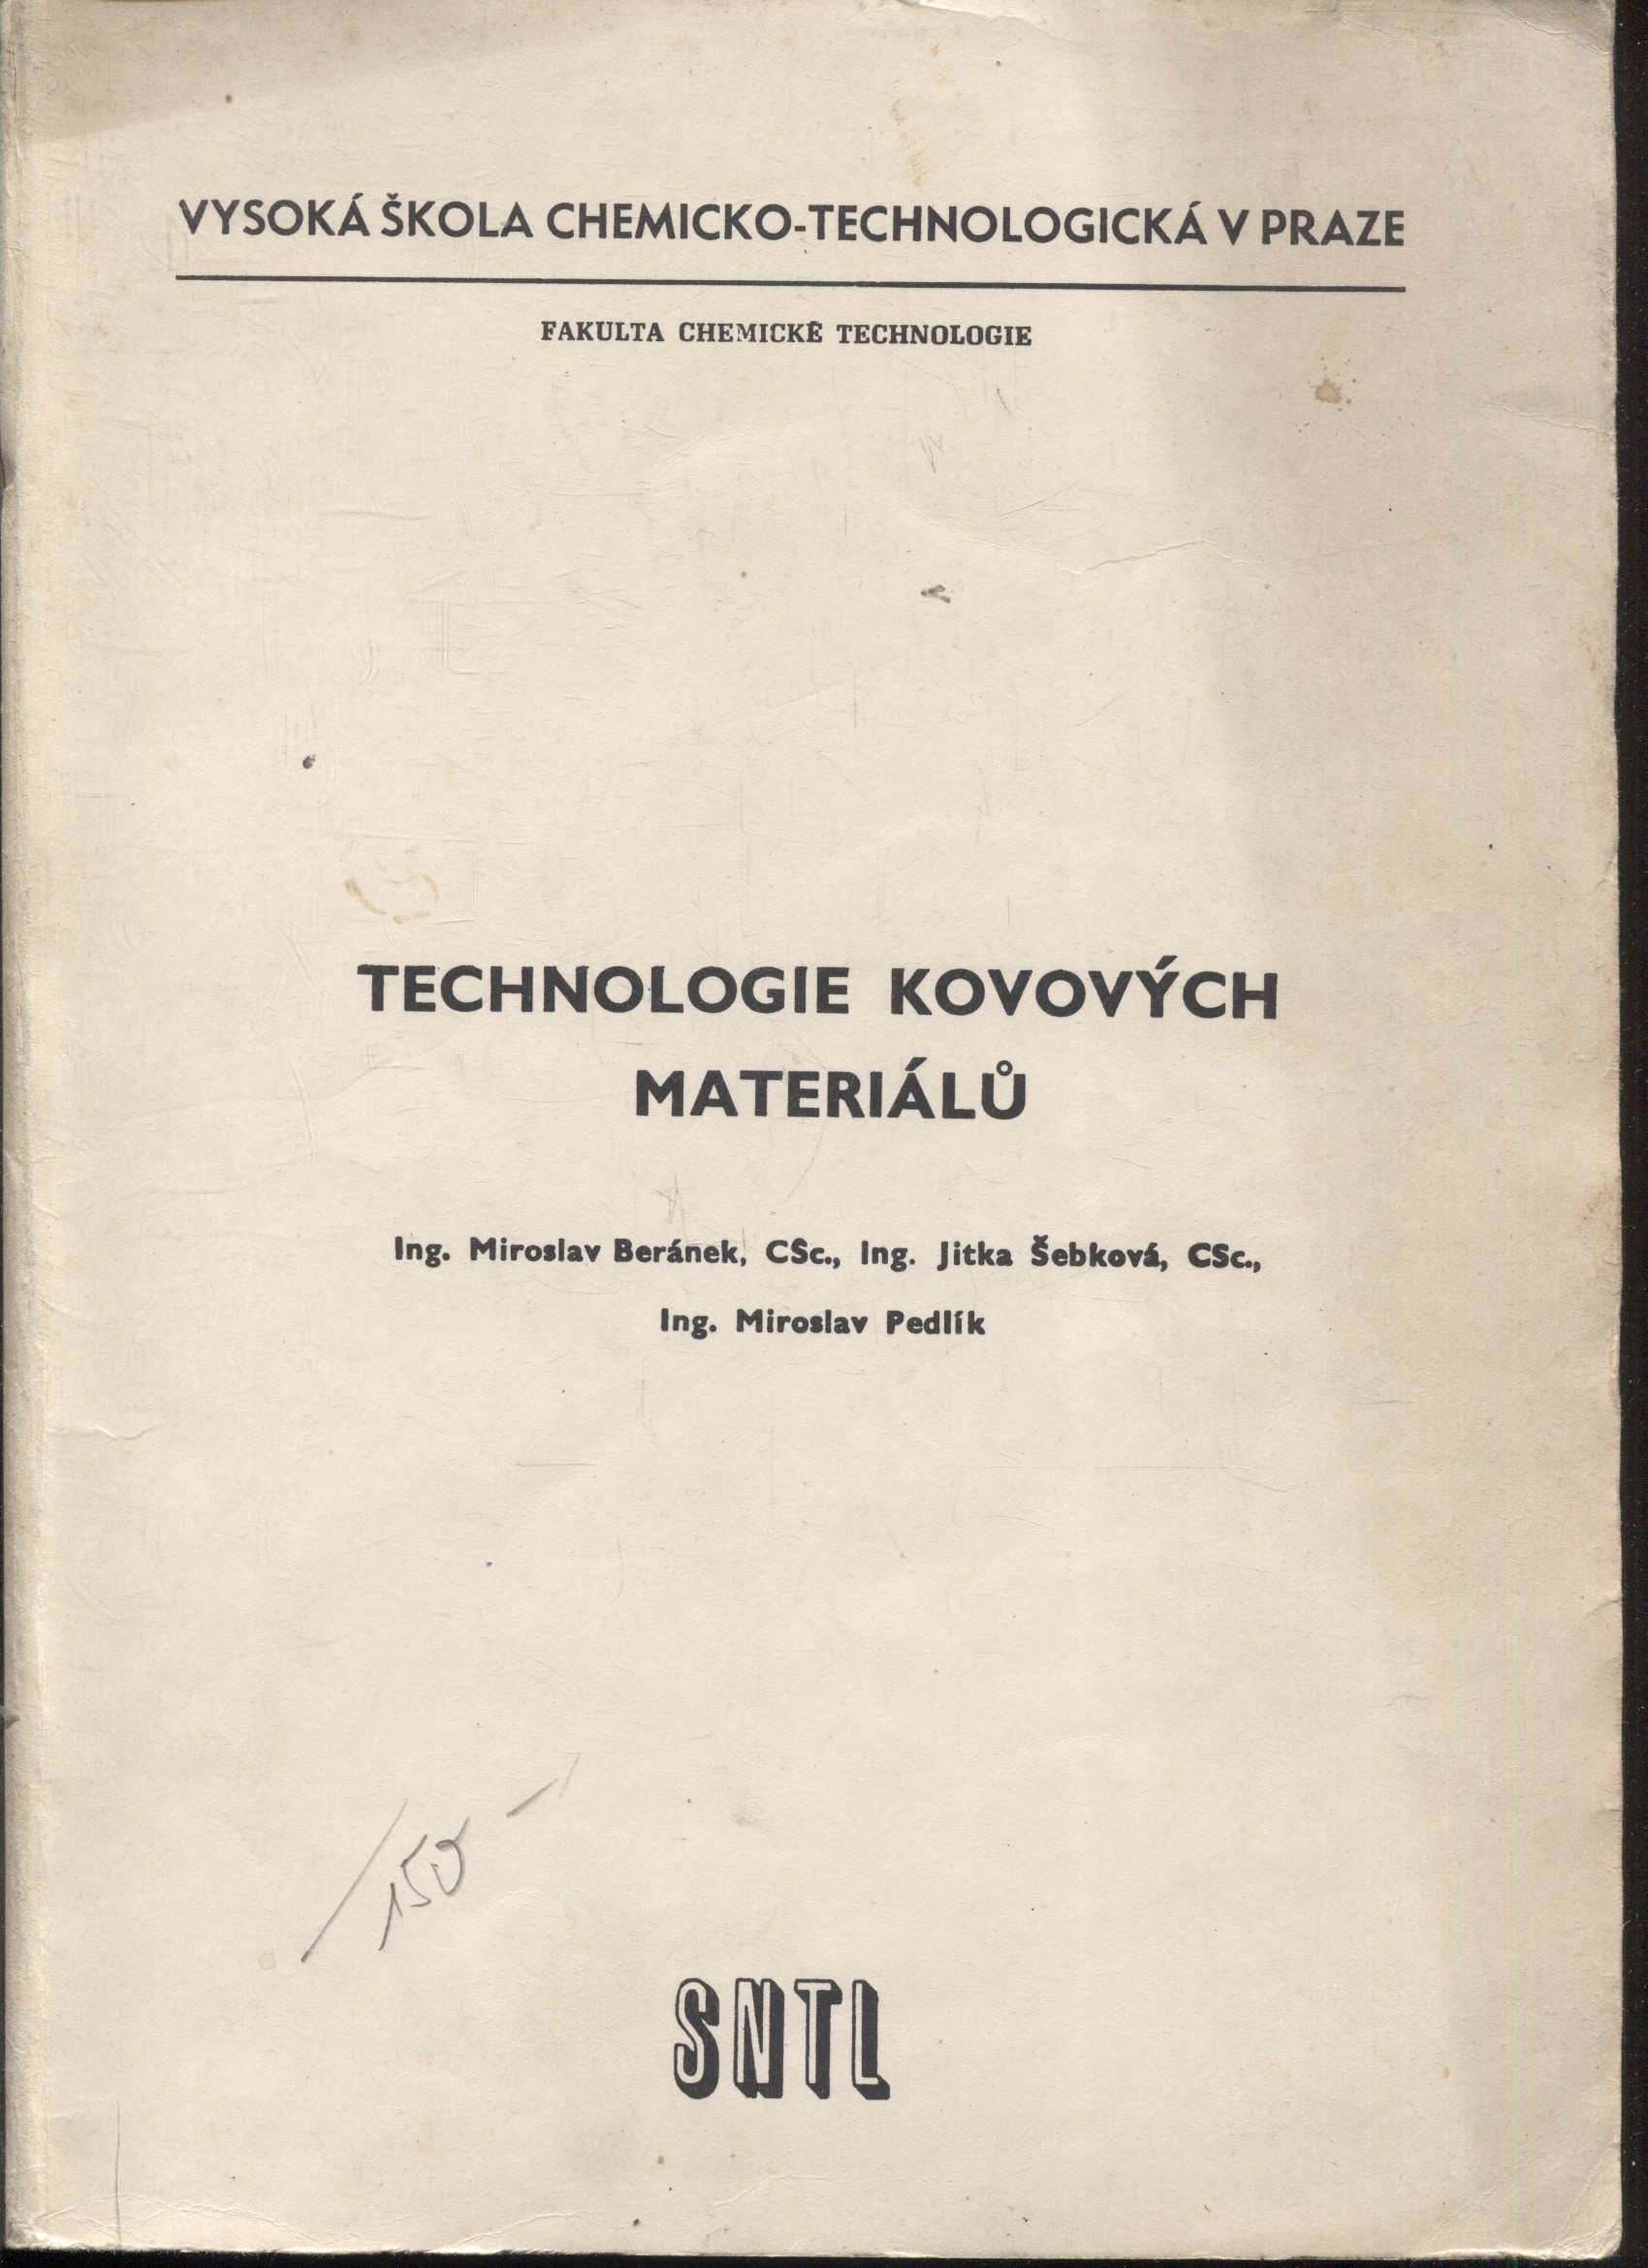 VYSOKÁ ŠKOLA CHEMICKO-TECHNOLOGICKÁ V PRAZE
FAKULTA CHEMICKÉ TECHNOLOGIE
TECHNOLOGIE KOVOVÝCH
MATERIÁLŮ
Ing. Miroslav Beránek, CSc., Ing. Jitka Šebková, CSc.,
Ing. Miroslav Pedlík
150 –
SNTL